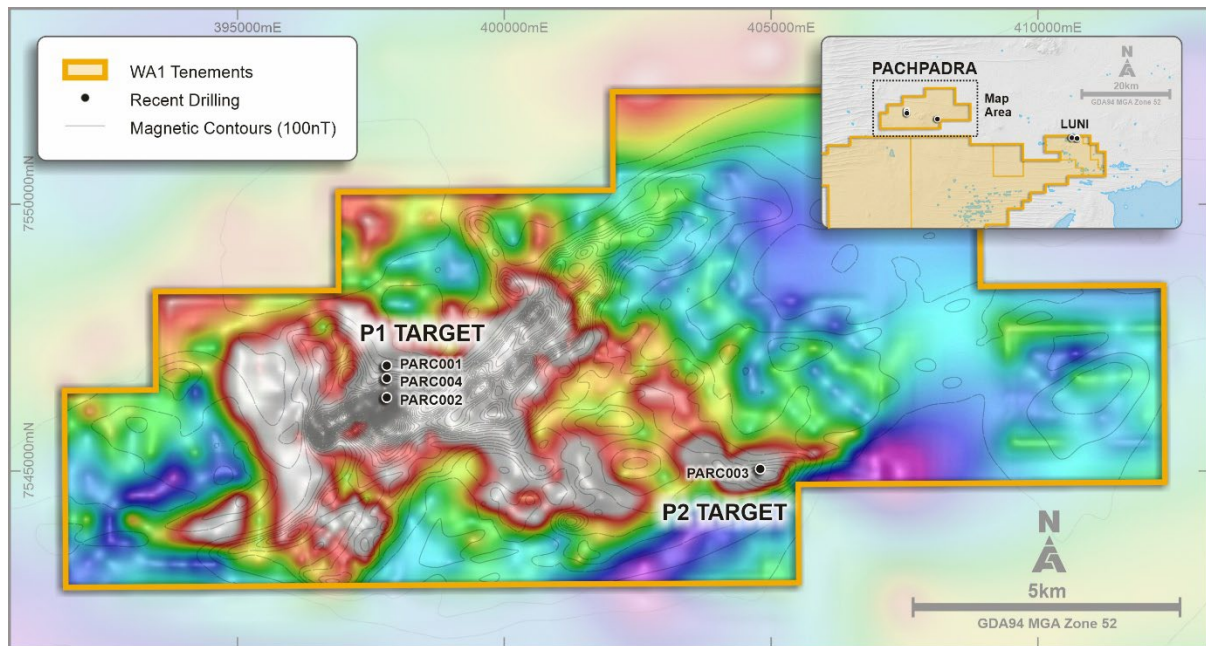 395000mE
400000mE
405000mE
410000mE
WA1 Tenements
Recent Drilling
Magnetic Contours (100nT)
PACHPADRA
Map
Area
N
20km
GDA94 MGA Zone 52
LUNI
7550000mN
7545000mN
P1 TARGET
PARC001
PARC004
PARC002
PARC003
P2 TARGET
N
5km
GDA94 MGA Zone 52